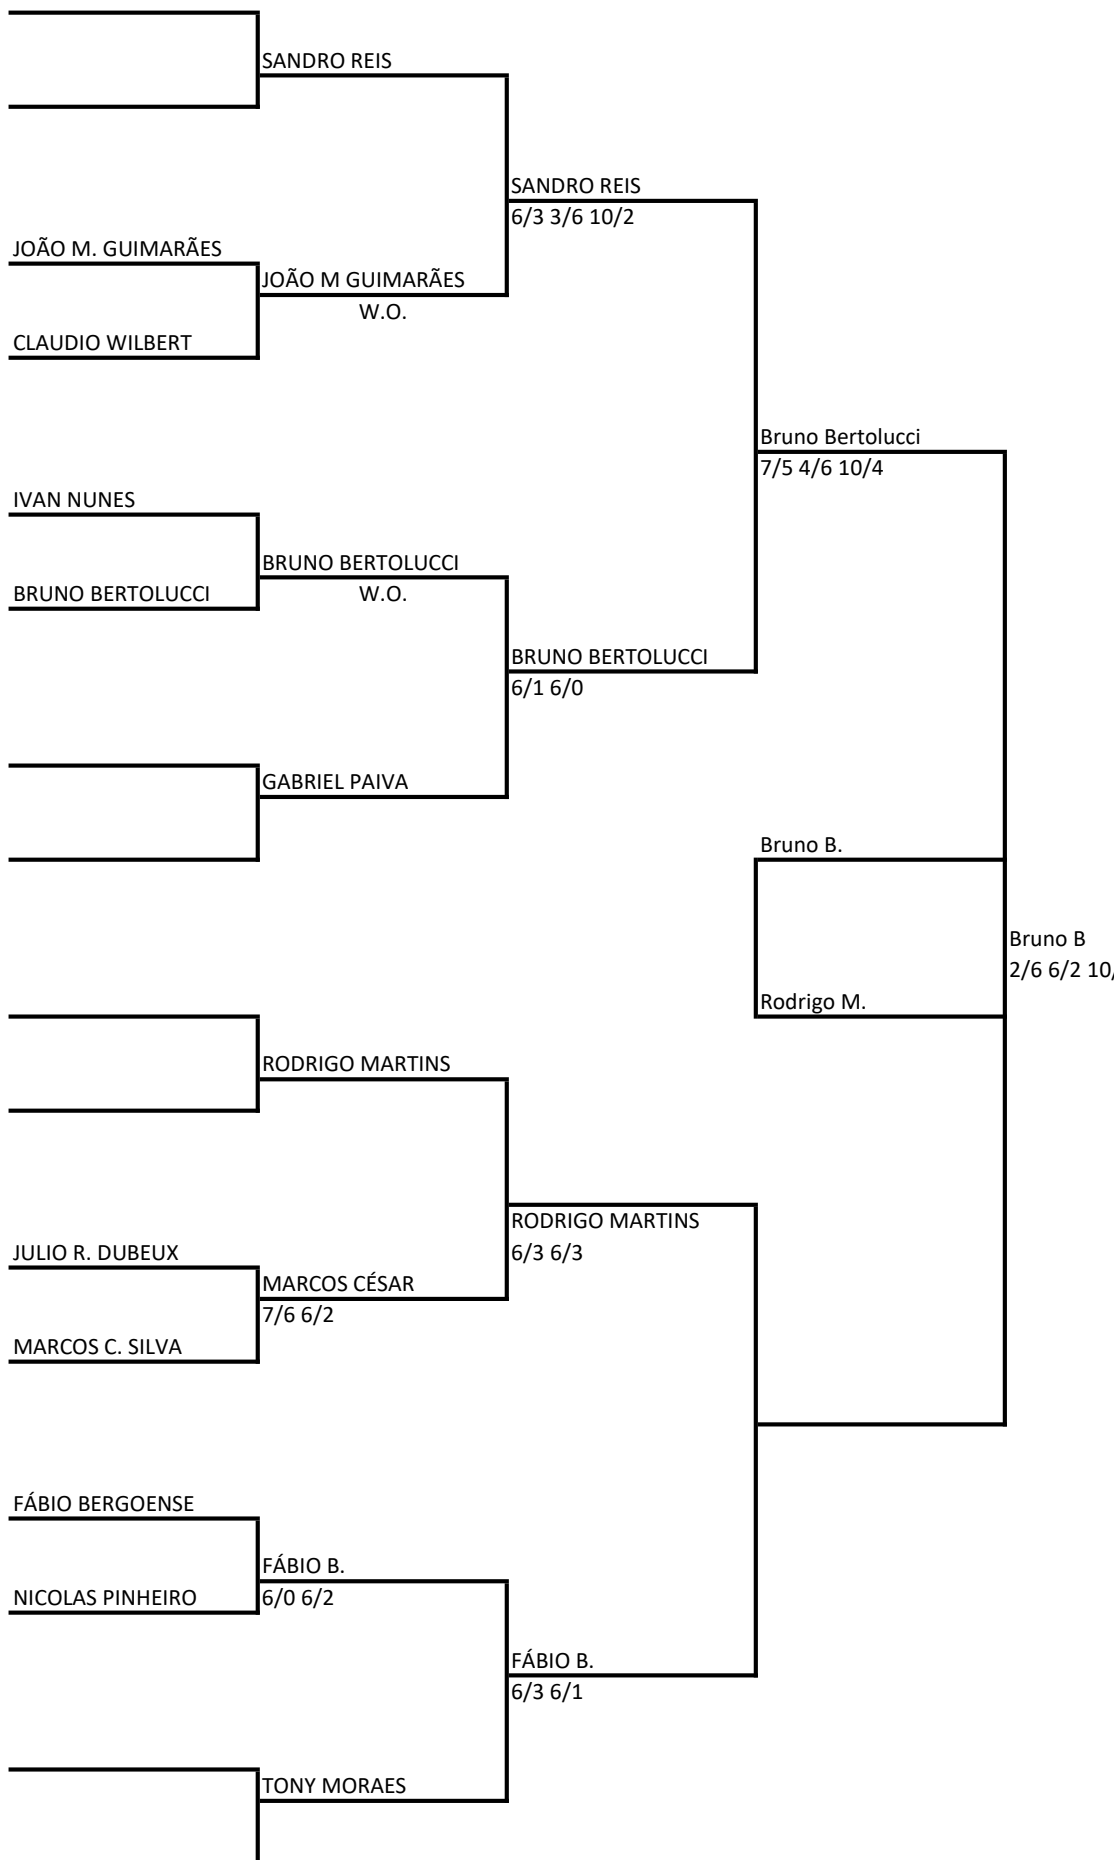 SANDRO REIS
SANDRO REIS
6/3 3/6 10/2
JOÃO M. GUIMARÃES
JOÃO M GUIMARÃES
W.O.
CLAUDIO WILBERT
Bruno Bertolucci
7/5 4/6 10/4
IVAN NUNES
BRUNO BERTOLUCCI
W.O.
BRUNO BERTOLUCCI
BRUNO BERTOLUCCI
6/1 6/0
GABRIEL PAIVA
Bruno B.
Bruno B
2/6 6/2 10/
Rodrigo M.
RODRIGO MARTINS
RODRIGO MARTINS
6/3 6/3
JULIO R. DUBEUX
MARCOS CÉSAR
7/6 6/2
MARCOS C. SILVA
FÁBIO BERGOENSE
FÁBIO B.
6/0 6/2
NICOLAS PINHEIRO
FÁBIO B.
6/3 6/1
TONY MORAES